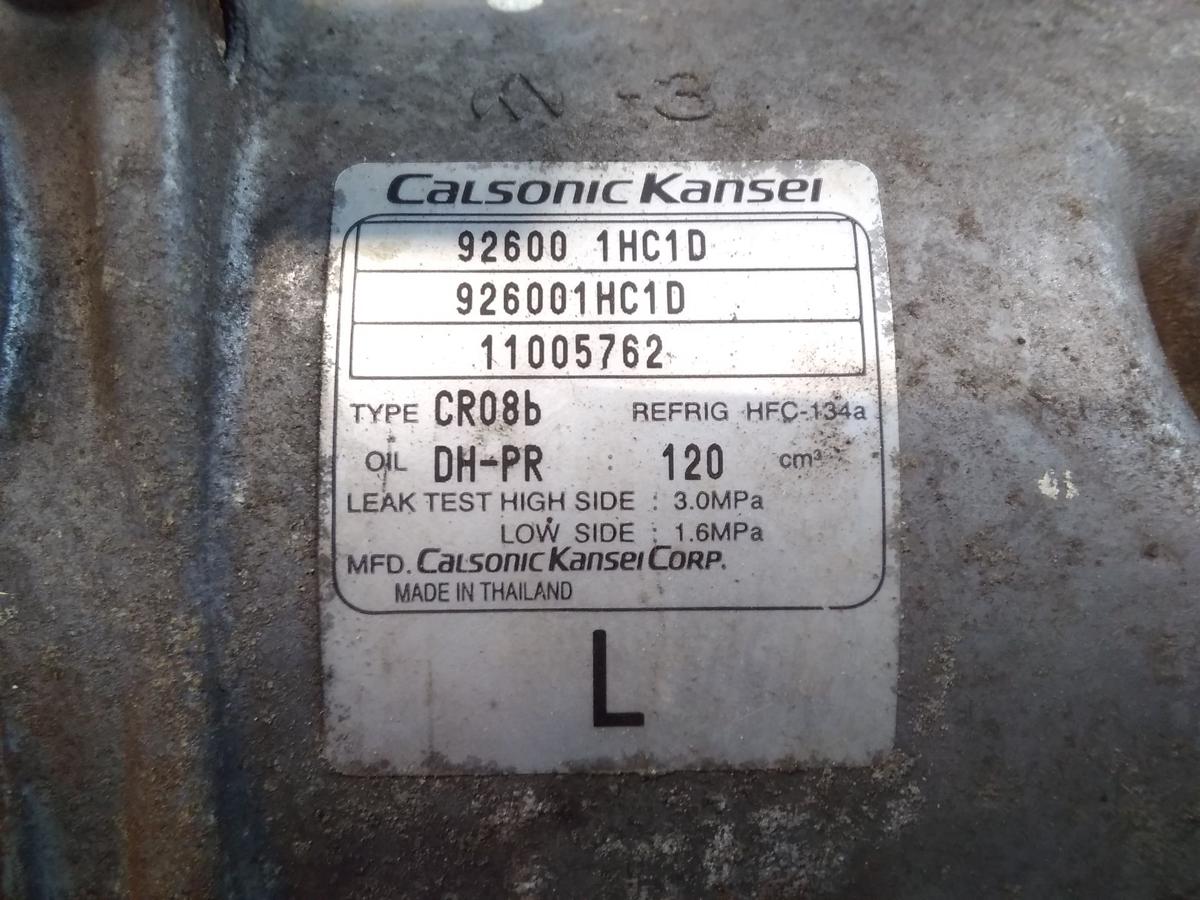 Calsonic Kansei
92600 1HC1D
926001HC1D
11005762
TYPE CR08b REFRIG HFC-134a
OIL DH-PR : 120 cm³
LEAK TEST HIGH SIDE : 3.0MPa
LOW SIDE : 1.6MPa
MFD. Calsonic Kansei Corp.
MADE IN THAILAND
L